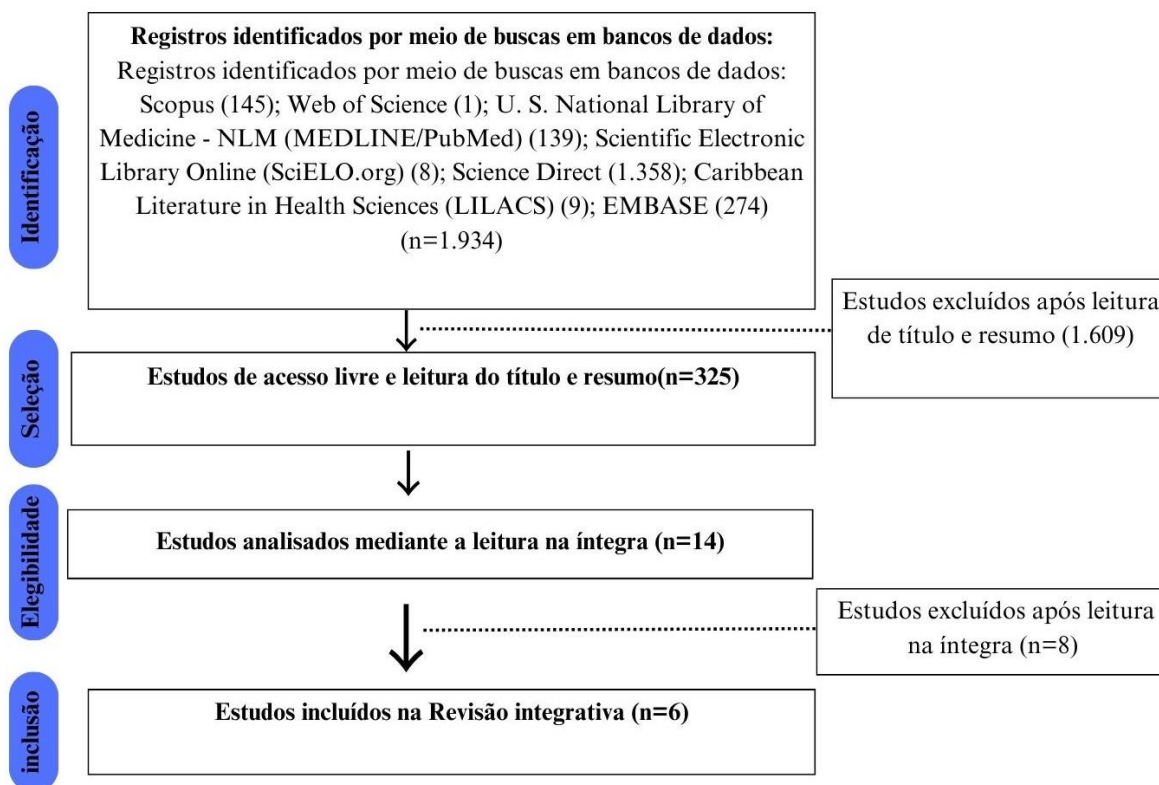 Identificação
Registros identificados por meio de buscas em bancos de dados:
Registros identificados por meio de buscas em bancos de dados:
Scopus (145); Web of Science (1); U. S. National Library of
Medicine - NLM (MEDLINE/PubMed) (139); Scientific Electronic
Library Online (SciELO.org) (8); Science Direct (1.358); Caribbean
Literature in Health Sciences (LILACS) (9); EMBASE (274)
(n=1.934)
Estudos excluídos após leitura
de título e resumo (1.609)
Seleção
Estudos de acesso livre e leitura do título e resumo(n=325)
Elegibilidade
Estudos analisados mediante a leitura na íntegra (n=14)
Estudos excluídos após leitura
na íntegra (n=8)
inclusão
Estudos incluídos na Revisão integrativa (n=6)